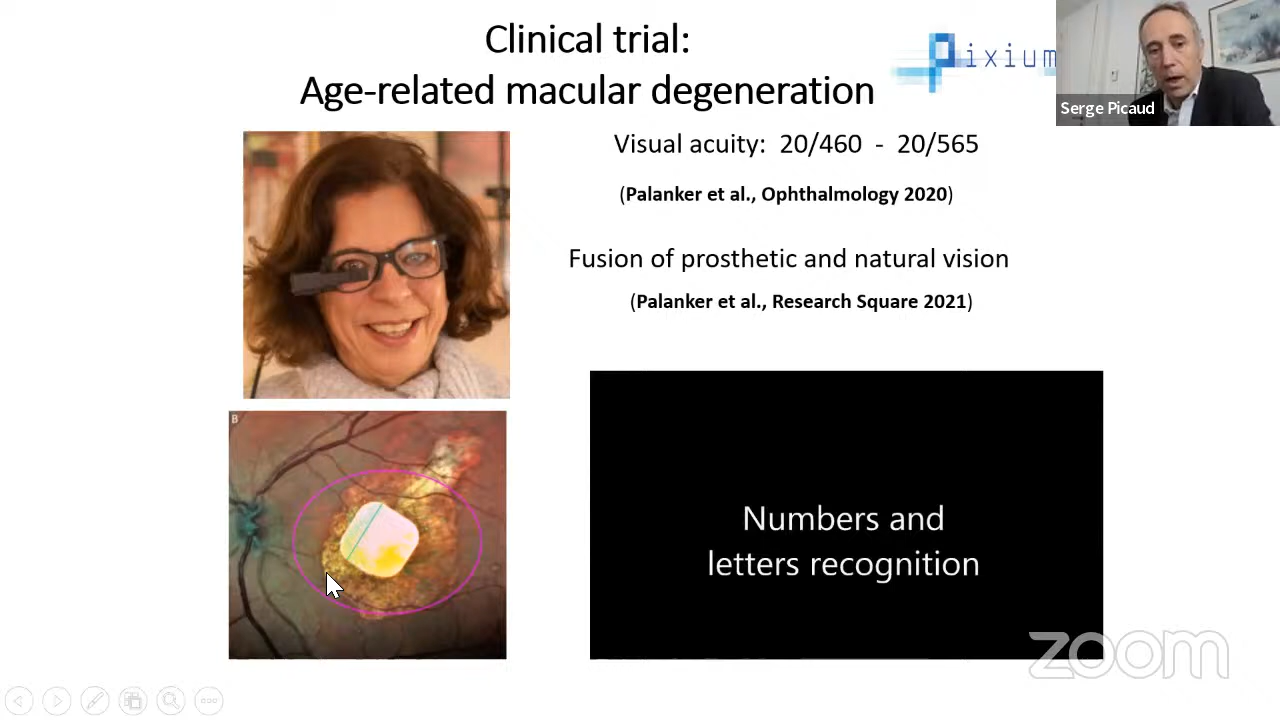 Clinical trial:
Age-related macular degeneration
pixium
Serge Picaud
Visual acuity: 20/460 - 20/565
(Palanker et al., Ophthalmology 2020)
Fusion of prosthetic and natural vision
(Palanker et al., Research Square 2021)
B
Numbers and
letters recognition
zoom